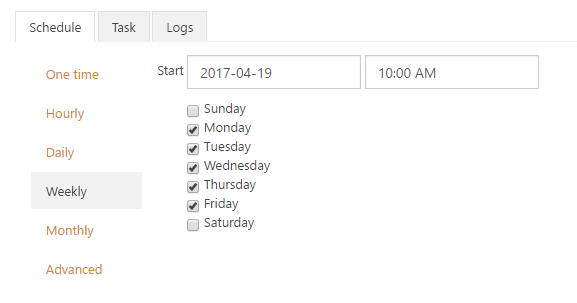 Schedule Task Logs
One time
Start 2017-04-19 10:00 AM
Hourly
Daily
Weekly
Monthly
Advanced
Sunday
Monday
Tuesday
Wednesday
Thursday
Friday
Saturday